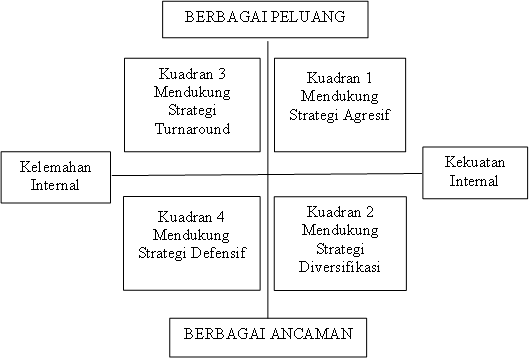 BERBAGAI PELUANG
Kuadran 3
Mendukung
Strategi
Turnaround
Kuadran 1
Mendukung
Strategi Agresif
Kelemahan
Internal
Kekuatan
Internal
Kuadran 4
Mendukung
Strategi Defensif
Kuadran 2
Mendukung
Strategi
Diversifikasi
BERBAGAI ANCAMAN